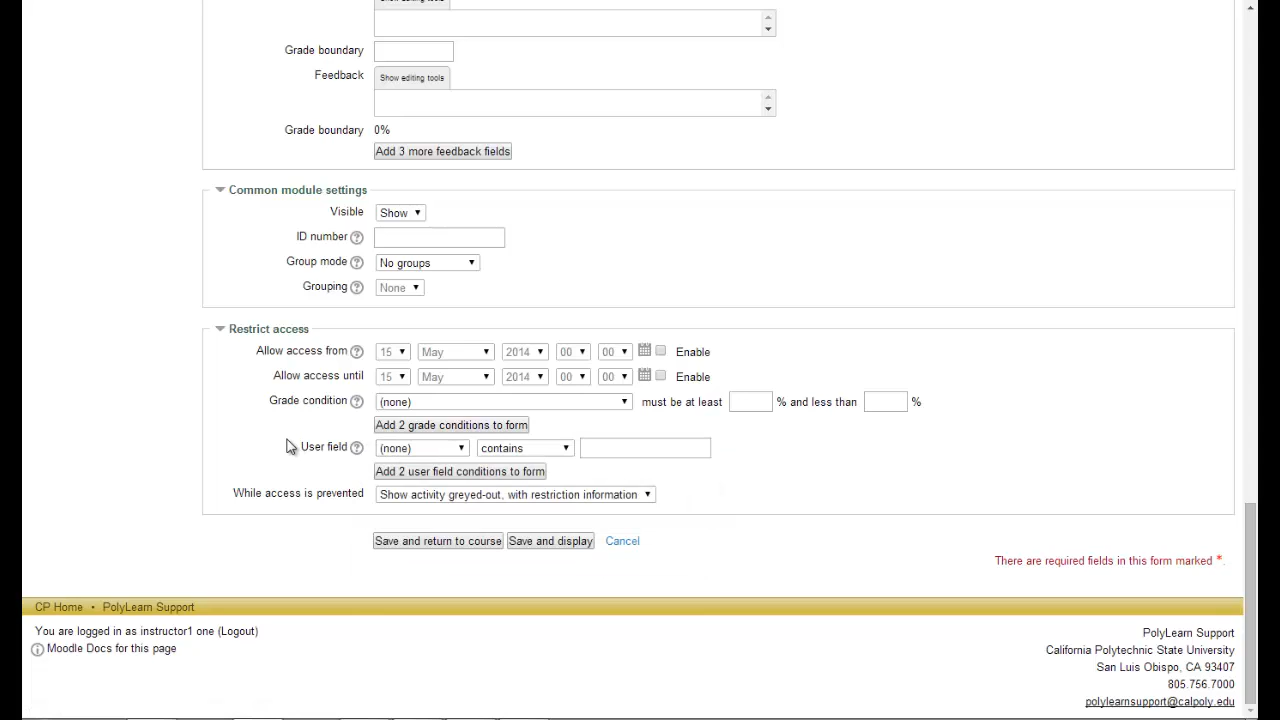 Show editing tools
Grade boundary
Feedback Show editing tools
Grade boundary 0%
Add 3 more feedback fields
Common module settings
Visible Show
ID number
Group mode No groups
Grouping None
Restrict access
Allow access from 15 May 2014 00 00 Enable
Allow access until 15 May 2014 00 00 Enable
Grade condition (none) must be at least % and less than %
Add 2 grade conditions to form
User field (none) contains
Add 2 user field conditions to form
While access is prevented Show activity greyed-out, with restriction information
Save and return to course Save and display Cancel
There are required fields in this form marked *.
CP Home • PolyLearn Support
You are logged in as instructor1 one (Logout)
Moodle Docs for this page
PolyLearn Support
California Polytechnic State University
San Luis Obispo, CA 93407
805.756.7000
polylearnsupport@calpoly.edu